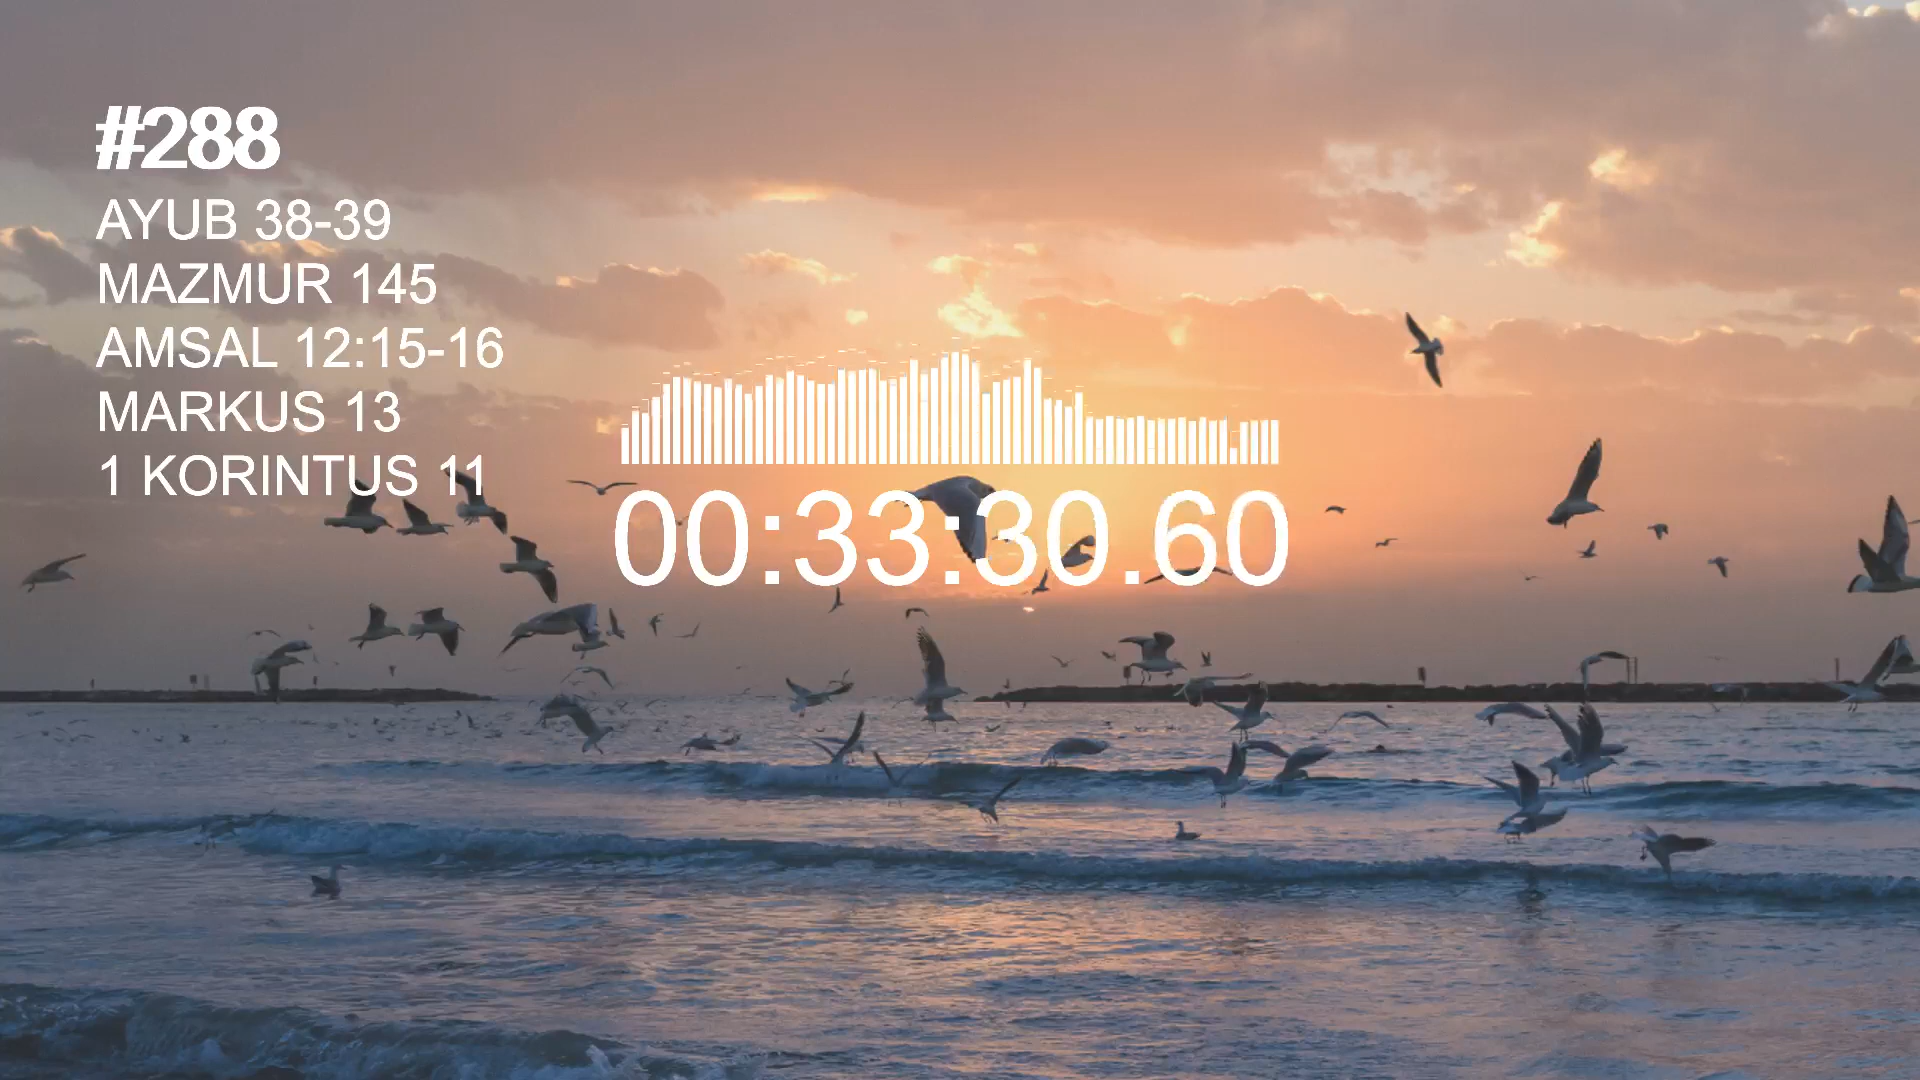 #288
AYUB 38-39
MAZMUR 145
AMSAL 12:15-16
MARKUS 13
1 KORINTUS 11
00:33:30.60